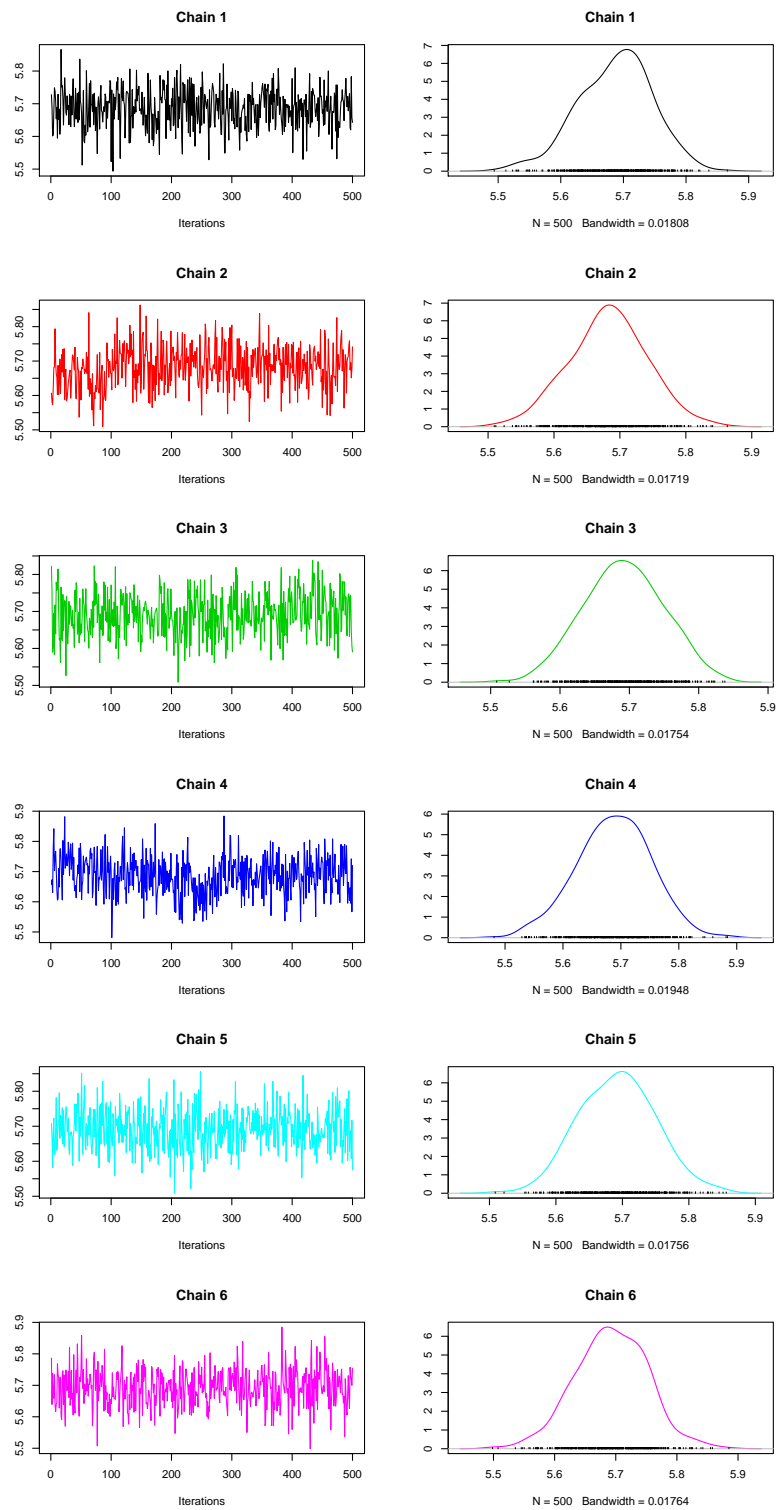 Chain 1
5.5 5.6 5.7 5.8
0 100 200 300 400 500
Iterations
Chain 1
0 1 2 3 4 5 6 7
5.5 5.6 5.7 5.8 5.9
N = 500 Bandwidth = 0.01808
Chain 2
5.50 5.60 5.70 5.80
0 100 200 300 400 500
Iterations
Chain 2
0 1 2 3 4 5 6 7
5.5 5.6 5.7 5.8 5.9
N = 500 Bandwidth = 0.01719
Chain 3
5.50 5.60 5.70 5.80
0 100 200 300 400 500
Iterations
Chain 3
0 1 2 3 4 5 6
5.5 5.6 5.7 5.8 5.9
N = 500 Bandwidth = 0.01754
Chain 4
5.5 5.6 5.7 5.8 5.9
0 100 200 300 400 500
Iterations
Chain 4
0 1 2 3 4 5 6
5.5 5.6 5.7 5.8 5.9
N = 500 Bandwidth = 0.01948
Chain 5
5.50 5.60 5.70 5.80
0 100 200 300 400 500
Iterations
Chain 5
0 1 2 3 4 5 6
5.5 5.6 5.7 5.8 5.9
N = 500 Bandwidth = 0.01756
Chain 6
5.5 5.6 5.7 5.8 5.9
0 100 200 300 400 500
Iterations
Chain 6
0 1 2 3 4 5 6
5.5 5.6 5.7 5.8 5.9
N = 500 Bandwidth = 0.01764